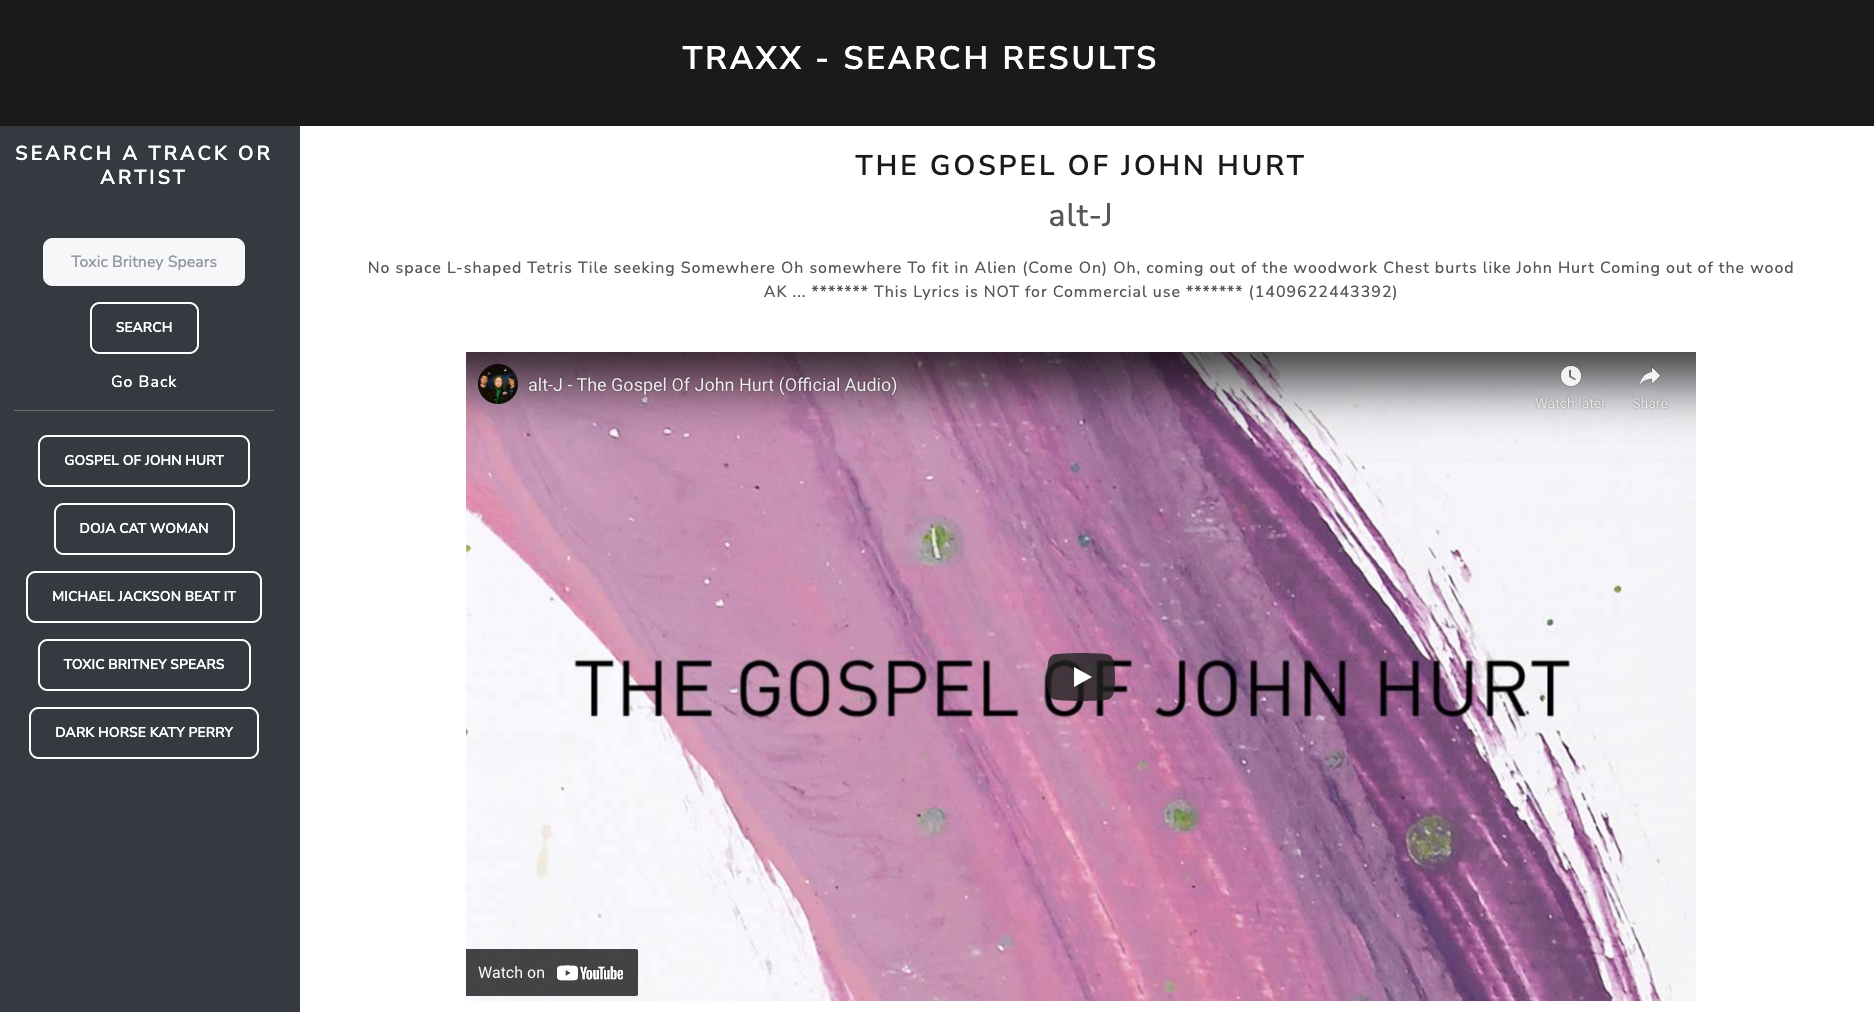 TRAXX - SEARCH RESULTS
SEARCH A TRACK OR
ARTIST
Toxic Britney Spears
SEARCH
Go Back
GOSPEL OF JOHN HURT
DOJA CAT WOMAN
MICHAEL JACKSON BEAT IT
TOXIC BRITNEY SPEARS
DARK HORSE KATY PERRY
THE GOSPEL OF JOHN HURT
alt-J
No space L-shaped Tetris Tile seeking Somewhere Oh somewhere To fit in Alien (Come On) Oh, coming out of the woodwork Chest burts like John Hurt Coming out of the wood
AK ... ******* This Lyrics is NOT for Commercial use ******* (1409622443392)
alt-J - The Gospel Of John Hurt (Official Audio)
Watch later
Share
THE GOSPEL OF JOHN HURT
Watch on YouTube